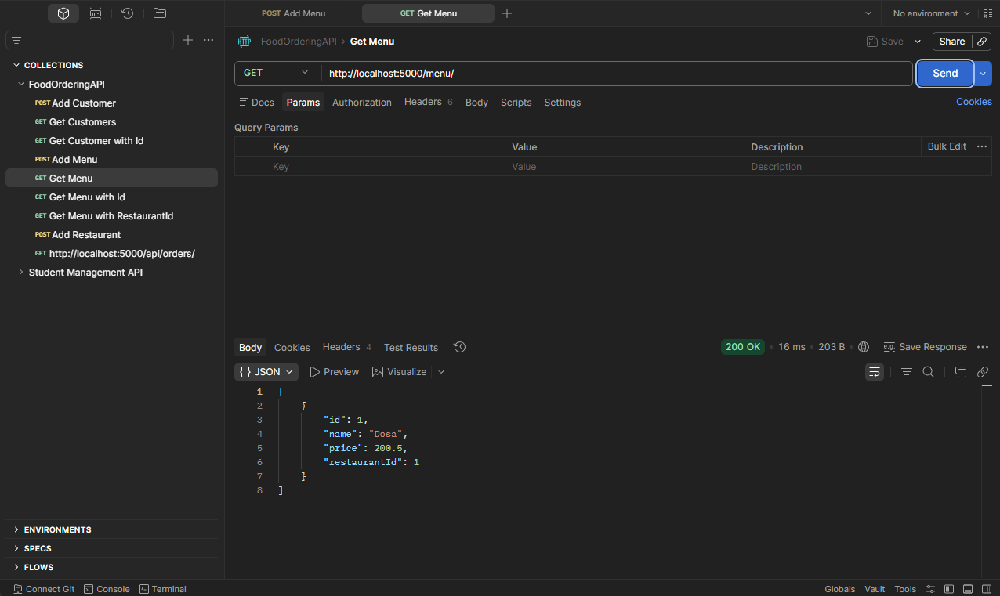 POST Add Menu
GET Get Menu
No environment
HTTP FoodOrderingAPI > Get Menu
Save
Share
COLLECTIONS
FoodOrderingAPI
POST Add Customer
GET Get Customers
GET Get Customer with Id
POST Add Menu
GET Get Menu
GET Get Menu with Id
GET Get Menu with RestaurantId
POST Add Restaurant
GET http://localhost:5000/api/orders/
Student Management API
ENVIRONMENTS
SPECS
FLOWS
GET http://localhost:5000/menu/
Send
Docs Params Authorization Headers 6 Body Scripts Settings
Cookies
Query Params
Key Value Description Bulk Edit
Key Value Description
Body Cookies Headers 4 Test Results
200 OK • 16 ms • 203 B
e.g. Save Response
{} JSON Preview Visualize
1 [
2 {
3 "id": 1,
4 "name": "Dosa",
5 "price": 200.5,
6 "restaurantId": 1
7 }
8 ]
Connect Git Console Terminal
Globals Vault Tools